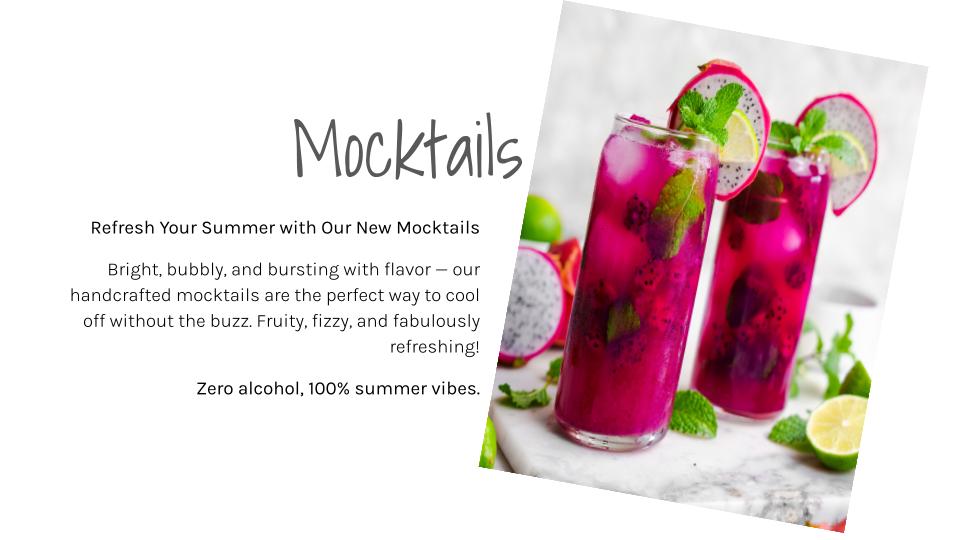 Mocktails
Refresh Your Summer with Our New Mocktails
Bright, bubbly, and bursting with flavor — our
handcrafted mocktails are the perfect way to cool
off without the buzz. Fruity, fizzy, and fabulously
refreshing!
Zero alcohol, 100% summer vibes.